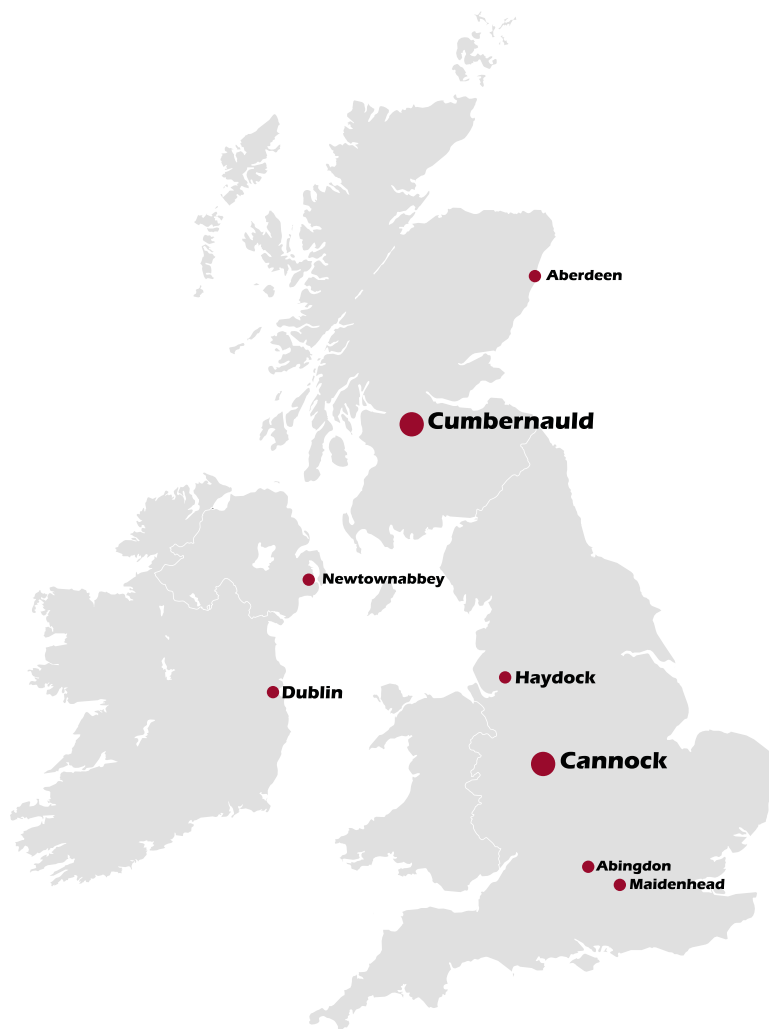 Aberdeen
Cumbernauld
Newtownabbey
Haydock
Dublin
Cannock
Abingdon
Maidenhead